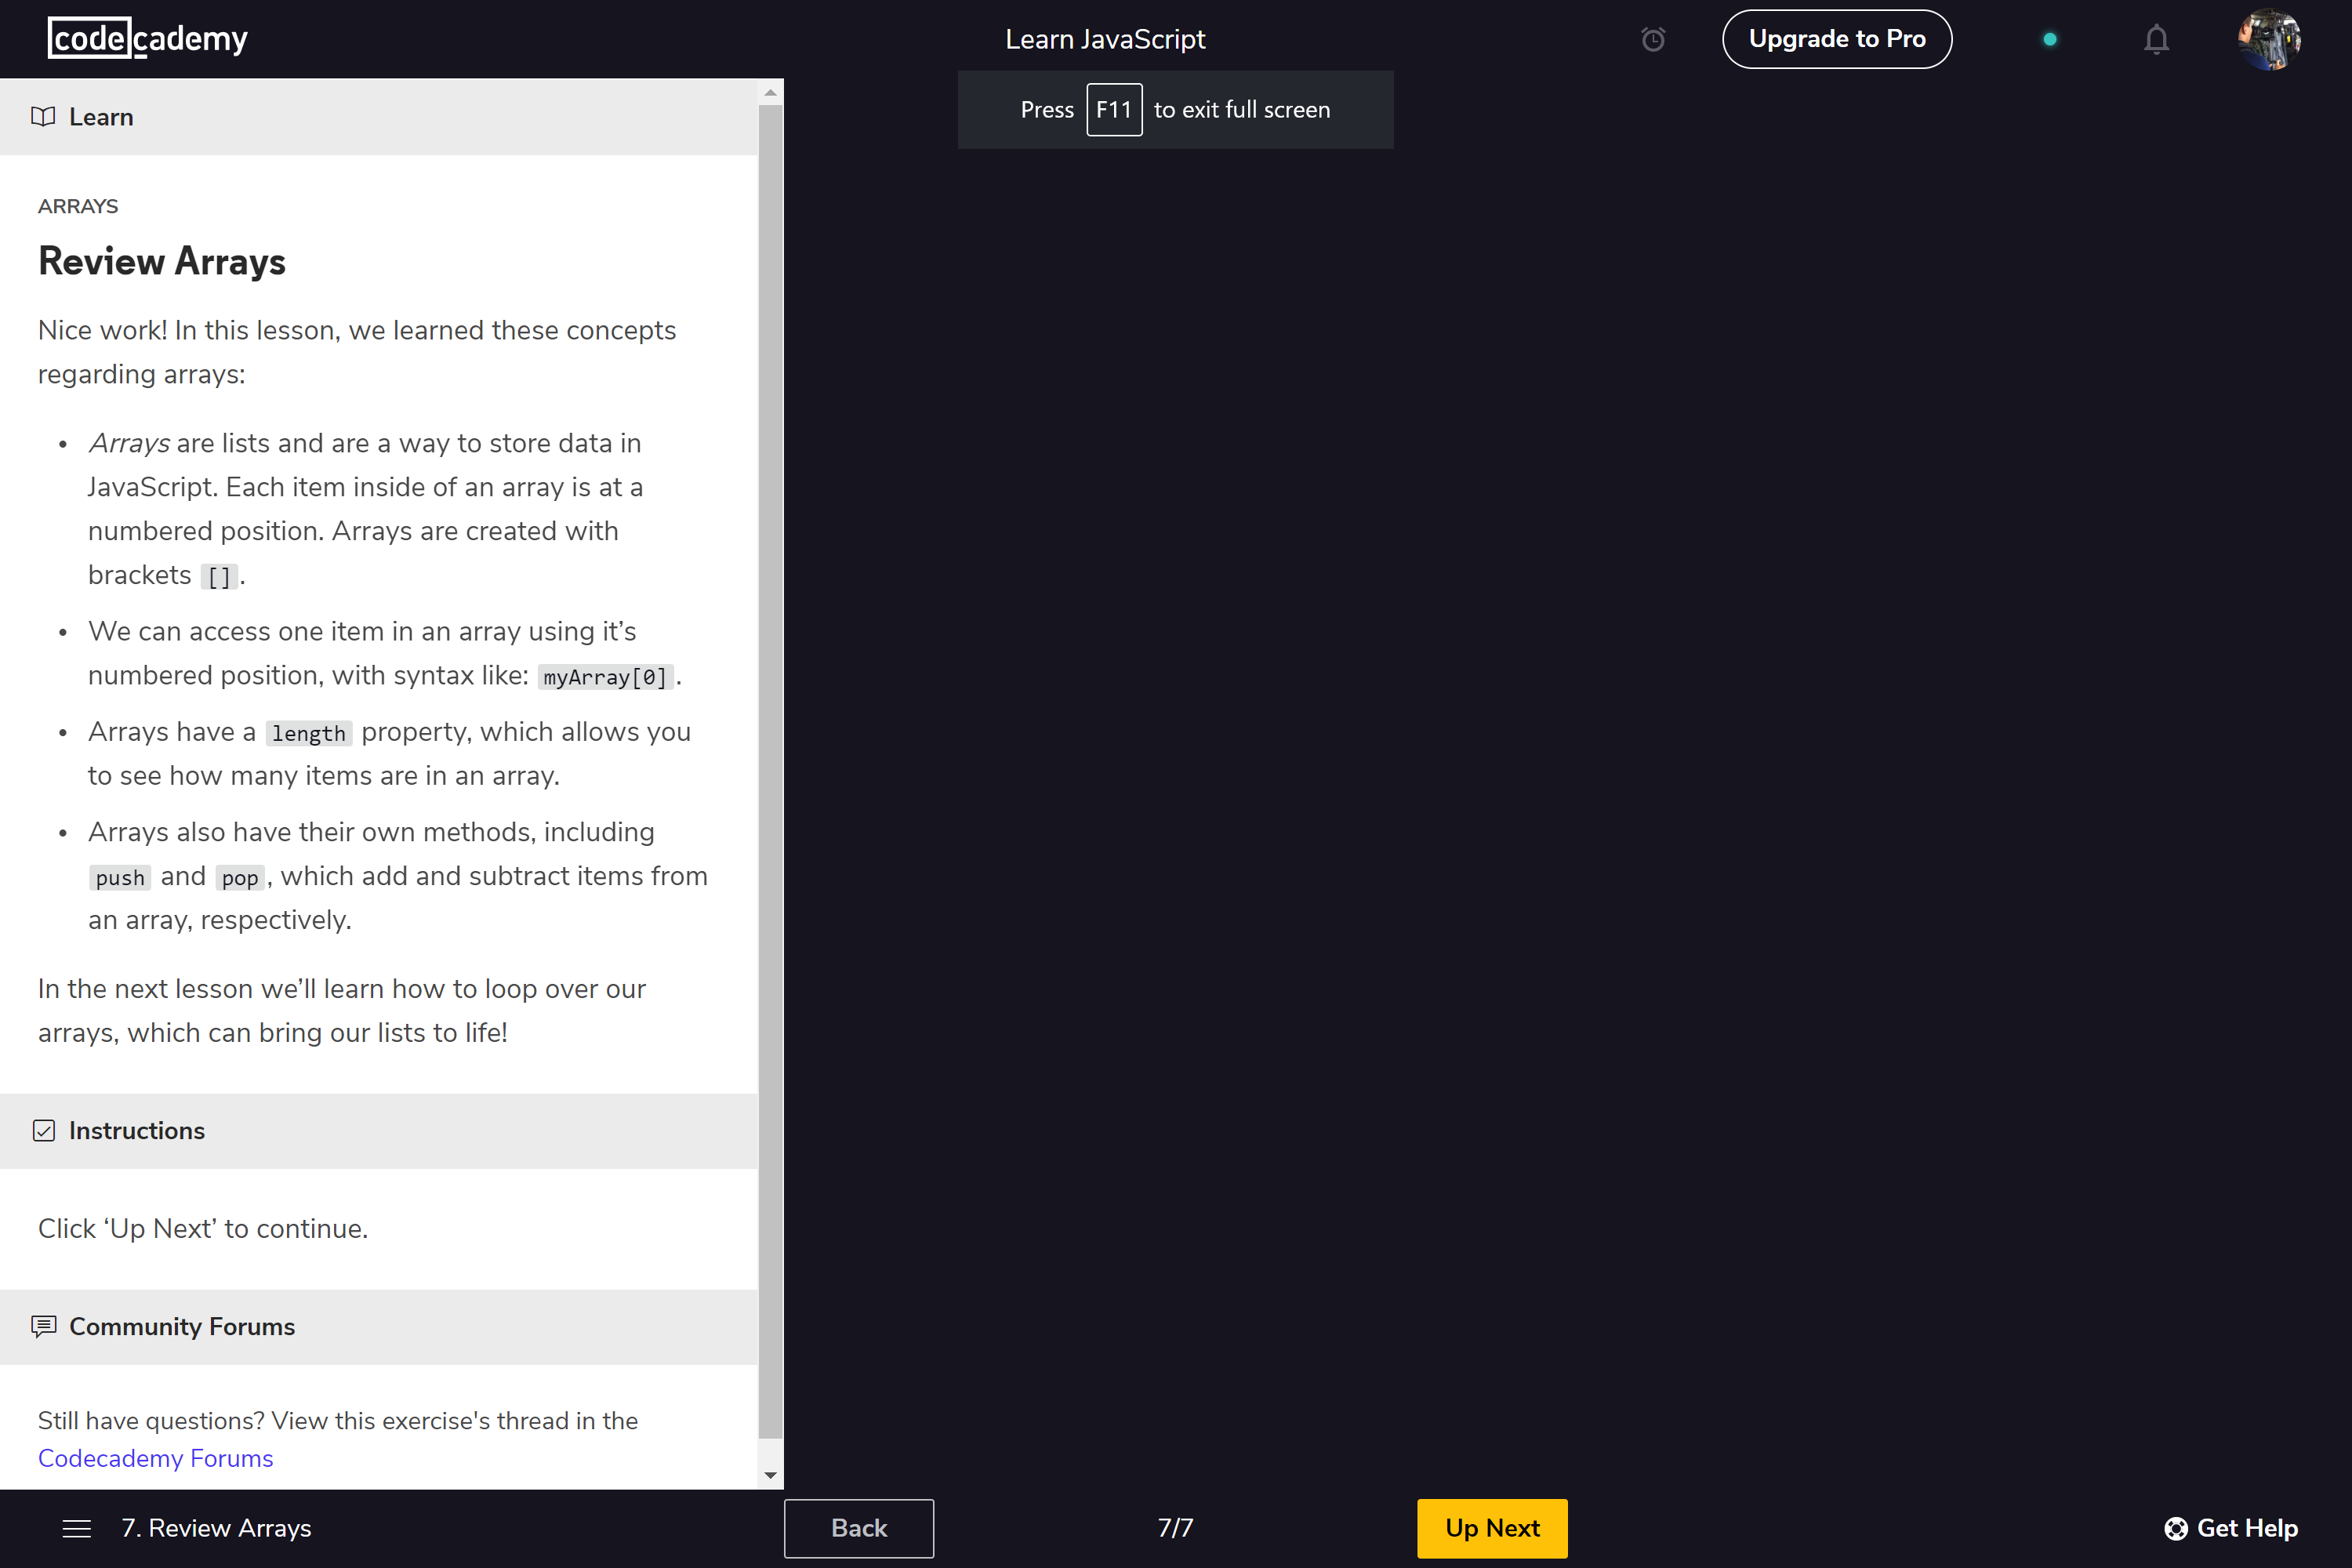 codecademy
Learn JavaScript
Upgrade to Pro
Press F11 to exit full screen
Learn
ARRAYS
Review Arrays
Nice work! In this lesson, we learned these concepts
regarding arrays:
• Arrays are lists and are a way to store data in
JavaScript. Each item inside of an array is at a
numbered position. Arrays are created with
brackets [].
• We can access one item in an array using it’s
numbered position, with syntax like: myArray[0].
• Arrays have a length property, which allows you
to see how many items are in an array.
• Arrays also have their own methods, including
push and pop, which add and subtract items from
an array, respectively.
In the next lesson we’ll learn how to loop over our
arrays, which can bring our lists to life!
Instructions
Click ‘Up Next’ to continue.
Community Forums
Still have questions? View this exercise's thread in the
Codecademy Forums
7. Review Arrays
Back
7/7
Up Next
Get Help